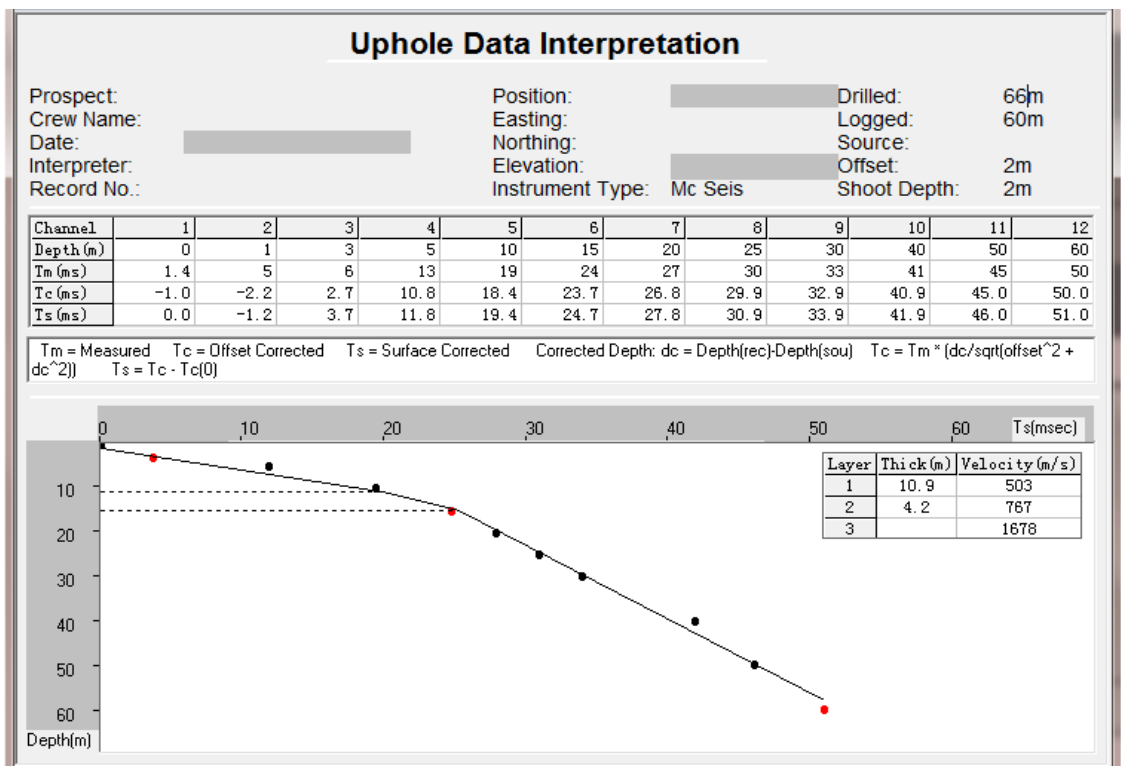 Uphole Data Interpretation
Prospect: Position: Drilled: 66m
Crew Name: Easting: Logged: 60m
Date: Northing: Source:
Interpreter: Elevation: Offset: 2m
Record No.: Instrument Type: Mc Seis Shoot Depth: 2m
Channel 1 2 3 4 5 6 7 8 9 10 11 12
Depth(m) 0 1 3 5 10 15 20 25 30 40 50 60
Tm(ms) 1.4 5 6 13 19 24 27 30 33 41 45 50
Tc(ms) -1.0 -2.2 2.7 10.8 18.4 23.7 26.8 29.9 32.9 40.9 45.0 50.0
Ts(ms) 0.0 -1.2 3.7 11.8 19.4 24.7 27.8 30.9 33.9 41.9 46.0 51.0
Tm = Measured Tc = Offset Corrected Ts = Surface Corrected Corrected Depth: dc = Depth(rec)-Depth(sou) Tc = Tm * (dc/sqrt(offset^2 +
dc^2)) Ts = Tc - Tc(0)
0 10 20 30 40 50 60 Ts(msec)
Layer Thick(m) Velocity(m/s)
1 10.9 503
2 4.2 767
3 1678
10
20
30
40
50
60
Depth(m)